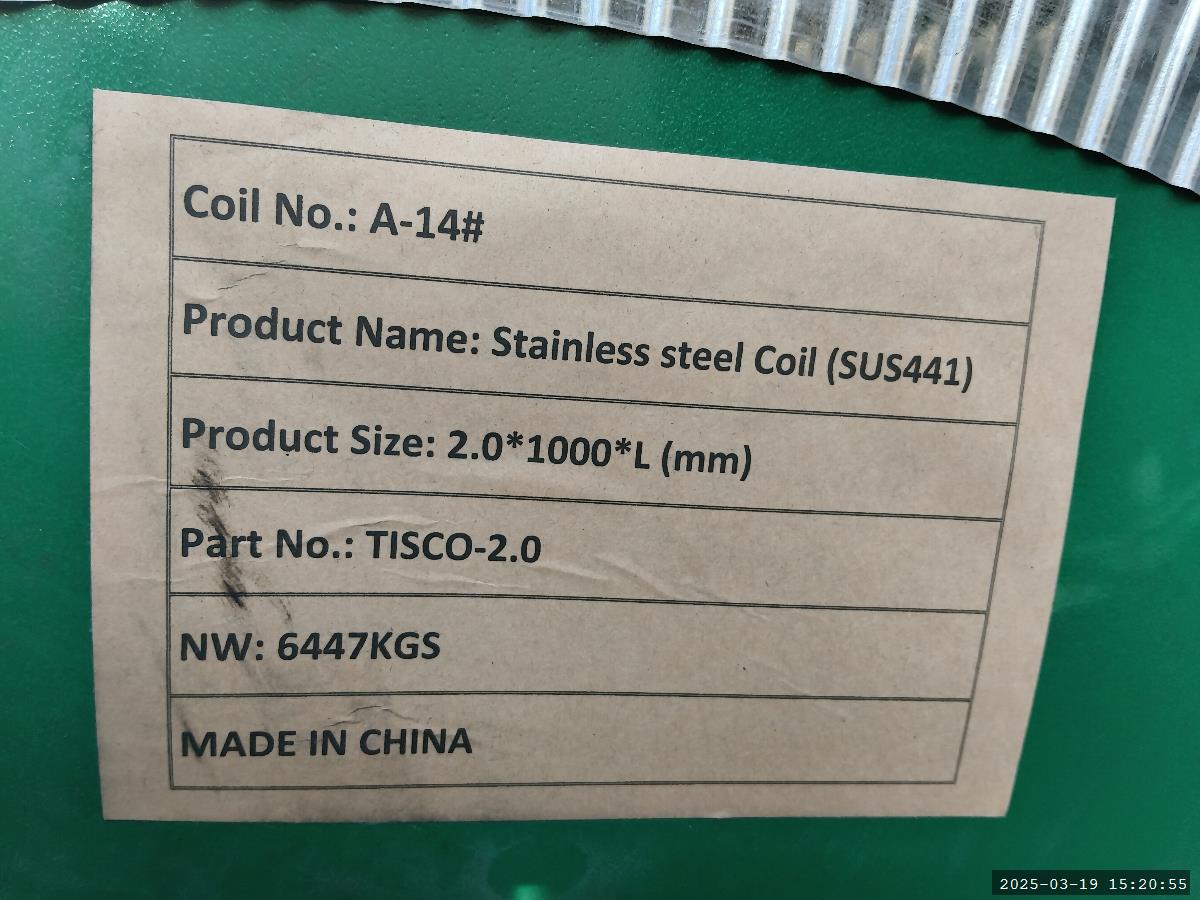 Coil No.: A-14#
Product Name: Stainless steel Coil (SUS441)
Product Size: 2.0*1000*L (mm)
Part No.: TISCO-2.0
NW: 6447KGS
MADE IN CHINA
2025-03-19 15:20:55